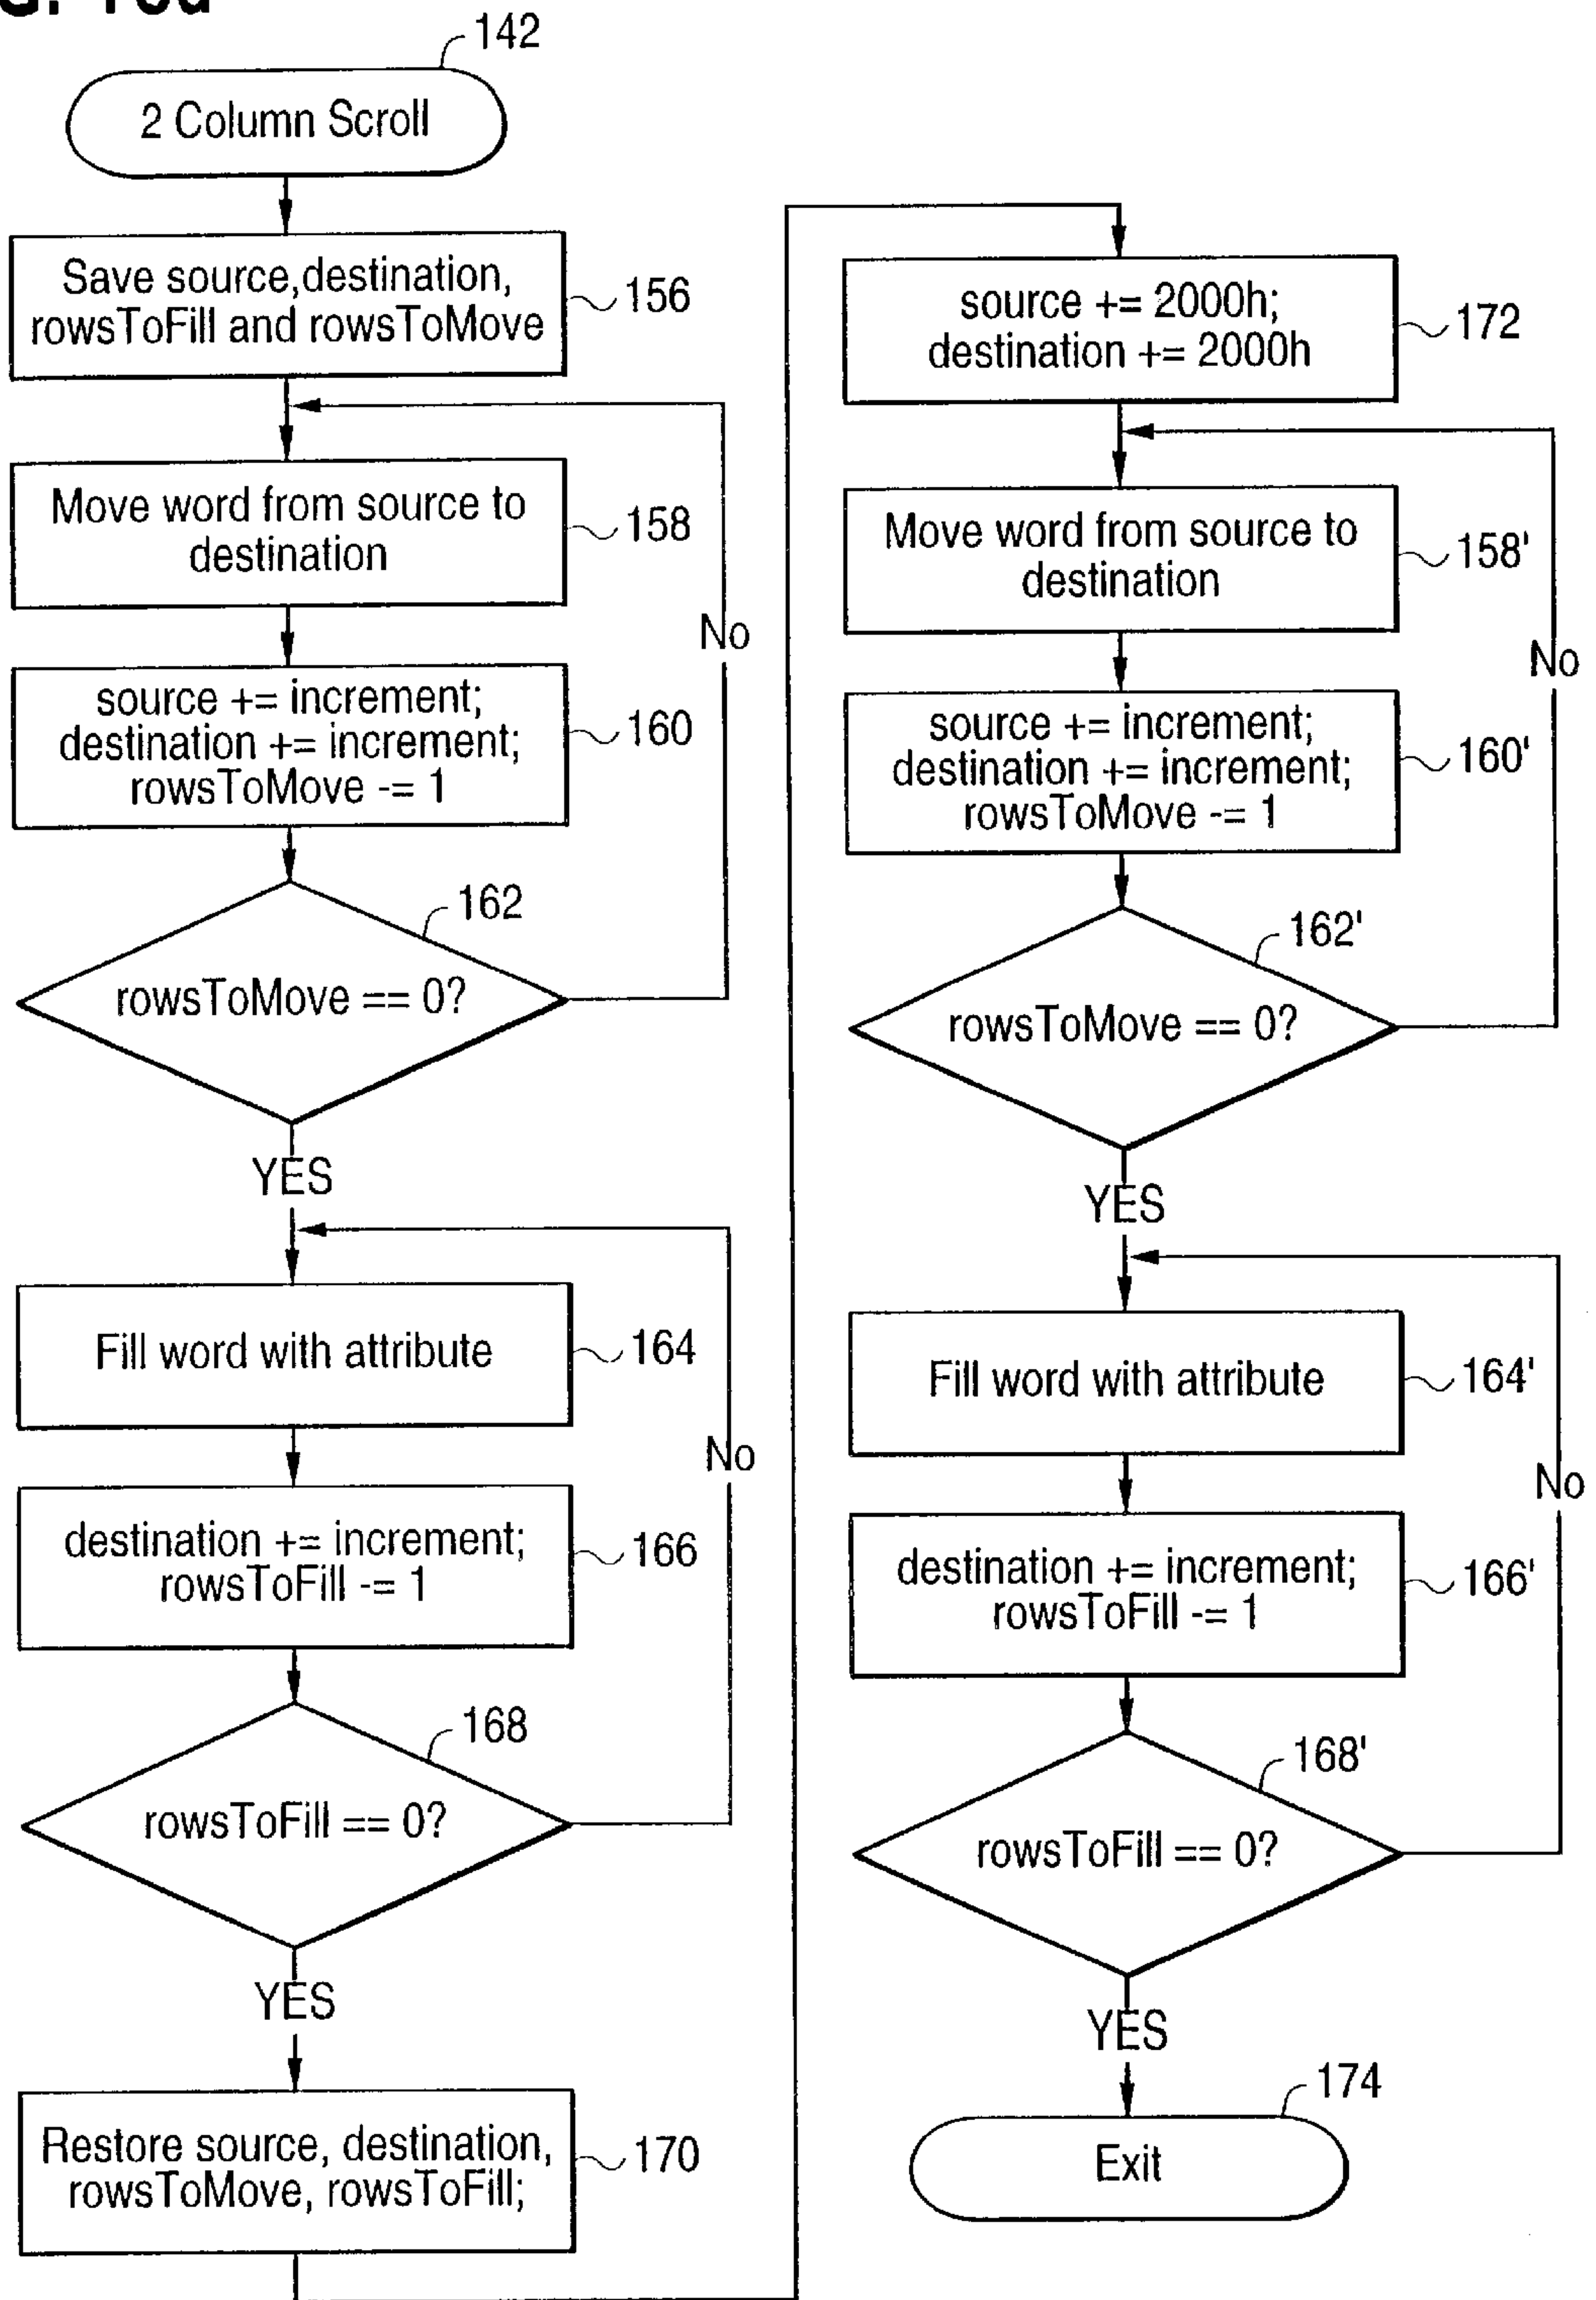 142
2 Column Scroll
Save source,destination,
rowsToFill and rowsToMove
156
Move word from source to
destination
158
No
source += increment;
destination += increment;
rowsToMove -= 1
160
162
rowsToMove == 0?
YES
Fill word with attribute
164
No
destination += increment;
rowsToFill -= 1
166
168
rowsToFill == 0?
YES
Restore source, destination,
rowsToMove, rowsToFill;
170
source += 2000h;
destination += 2000h
172
Move word from source to
destination
158'
No
source += increment;
destination += increment;
rowsToMove -= 1
160'
162'
rowsToMove == 0?
YES
Fill word with attribute
164'
No
destination += increment;
rowsToFill -= 1
166'
168'
rowsToFill == 0?
YES
174
Exit